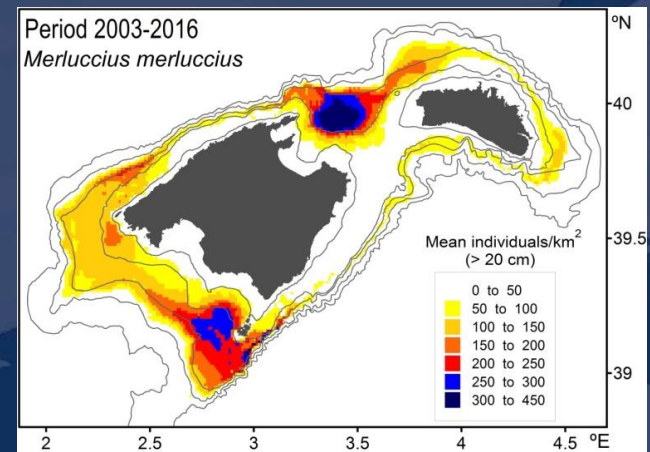 Period 2003-2016
Merluccius merluccius
ºN
40
39.5
39
Mean individuals/km²
(> 20 cm)
0 to 50
50 to 100
100 to 150
150 to 200
200 to 250
250 to 300
300 to 450
2 2.5 3 3.5 4 4.5 ºE